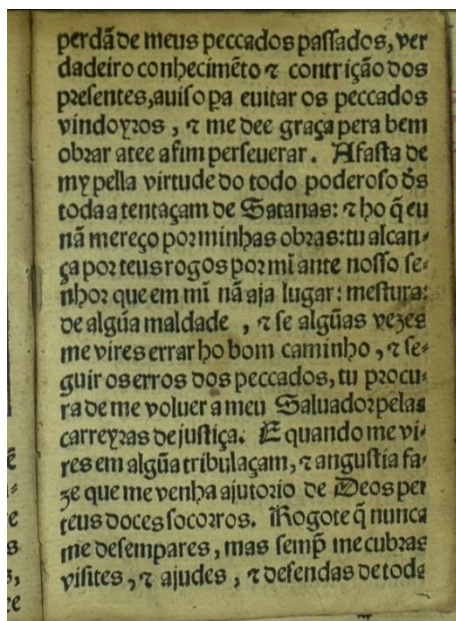 perdã de meus peccados paſſados, ver
dadeiro conhecimẽto ⁊ contrição dos
preſentes, auiſo pa euitar os peccados
vindoyros , ⁊ me dee graça pera bem
obrar atee a fim perſeuerar . Afaſta de
my pella virtude do todo poderoſo ds
toda a tentaçam de Satanas: ⁊ ho q̃ eu
nã mereço por minhas obras: tu alcan⸗
ça por teus rogos por mĩ ante noſſo ſe⸗
nhor que em mĩ nã aja lugar: meſtura:
de algũa maldade , ⁊ ſe algũas vezes
me vires errar ho bom caminho , ⁊ ſe⸗
guir os erros dos peccados, tu procu⸗
ra de me voluer a meu Saluador pelas
carreyras de juſtiça. E quando me vi⸗
res em algũa tribulaçam, ⁊ anguſtia fa⸗
ze que me venha ajutorio de Deos per
teus doces ſocorros. Rogote q̃ nunca
me deſempares , mas ſemp̃ me cubras
viſites , ⁊ ajudes , ⁊ defendas de toda